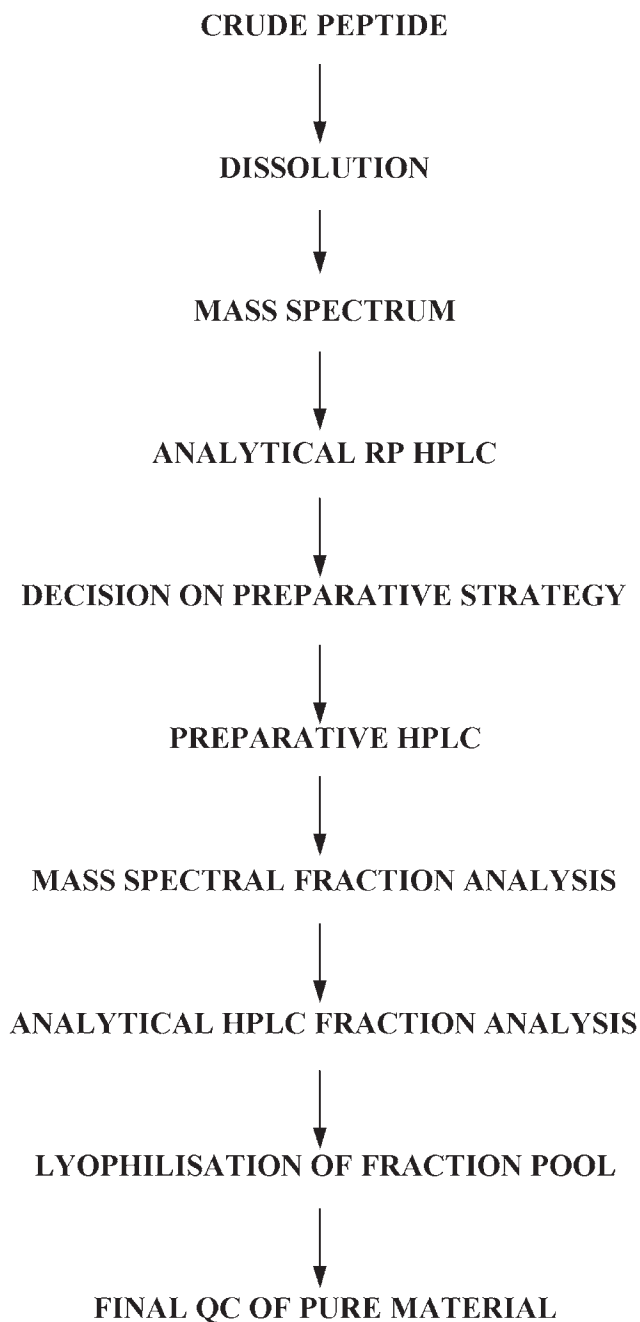 CRUDE PEPTIDE
DISSOLUTION
MASS SPECTRUM
ANALYTICAL RP HPLC
DECISION ON PREPARATIVE STRATEGY
PREPARATIVE HPLC
MASS SPECTRAL FRACTION ANALYSIS
ANALYTICAL HPLC FRACTION ANALYSIS
LYOPHILISATION OF FRACTION POOL
FINAL QC OF PURE MATERIAL